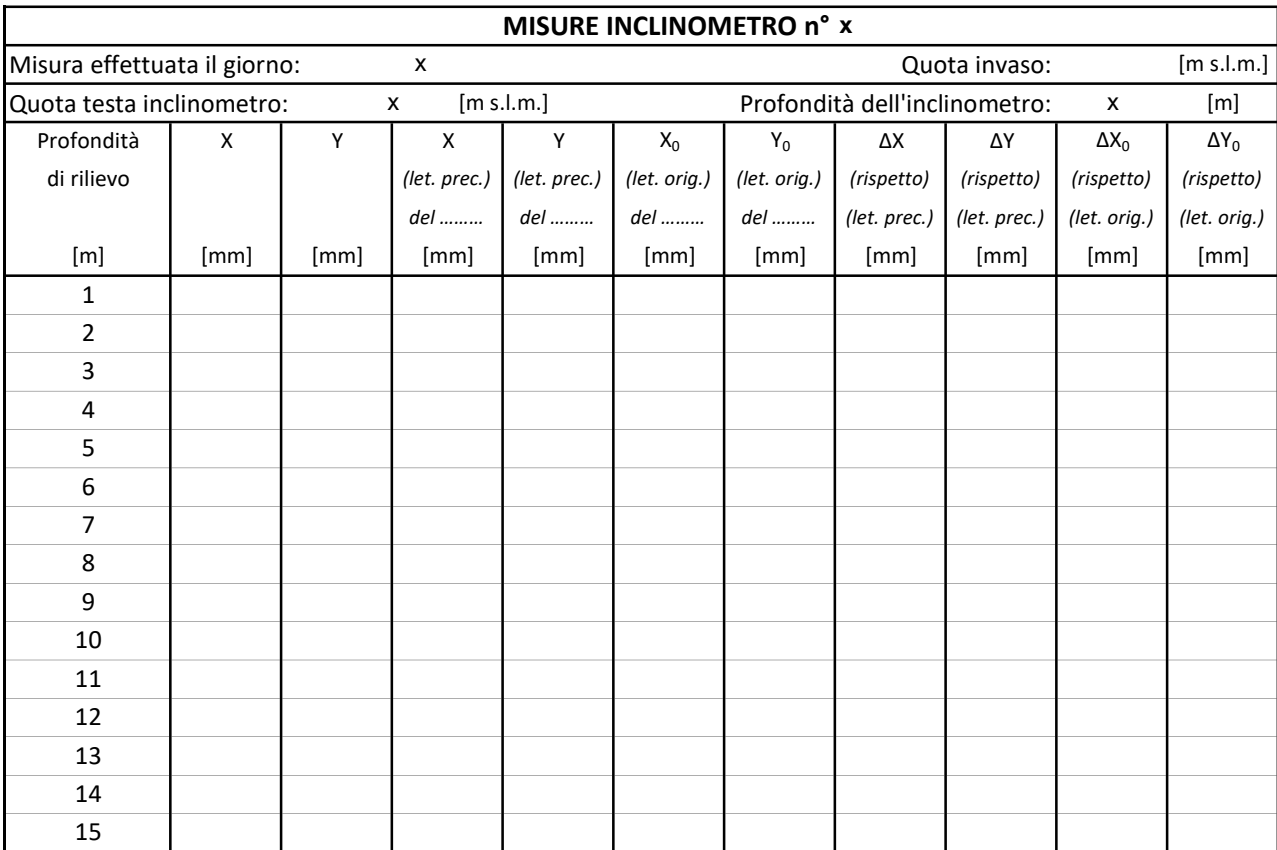 MISURE INCLINOMETRO n° x
Misura effettuata il giorno: x Quota invaso: [m s.l.m.]
Quota testa inclinometro: x [m s.l.m.] Profondità dell'inclinometro: x [m]
Profondità X Y X Y X₀ Y₀ ΔX ΔY ΔX₀ ΔY₀
di rilievo (let. prec.) (let. prec.) (let. orig.) (let. orig.) (rispetto) (rispetto) (rispetto) (rispetto)
del ……… del ……… del ……… del ……… (let. prec.) (let. prec.) (let. orig.) (let. orig.)
[m] [mm] [mm] [mm] [mm] [mm] [mm] [mm] [mm] [mm] [mm]
1
2
3
4
5
6
7
8
9
10
11
12
13
14
15